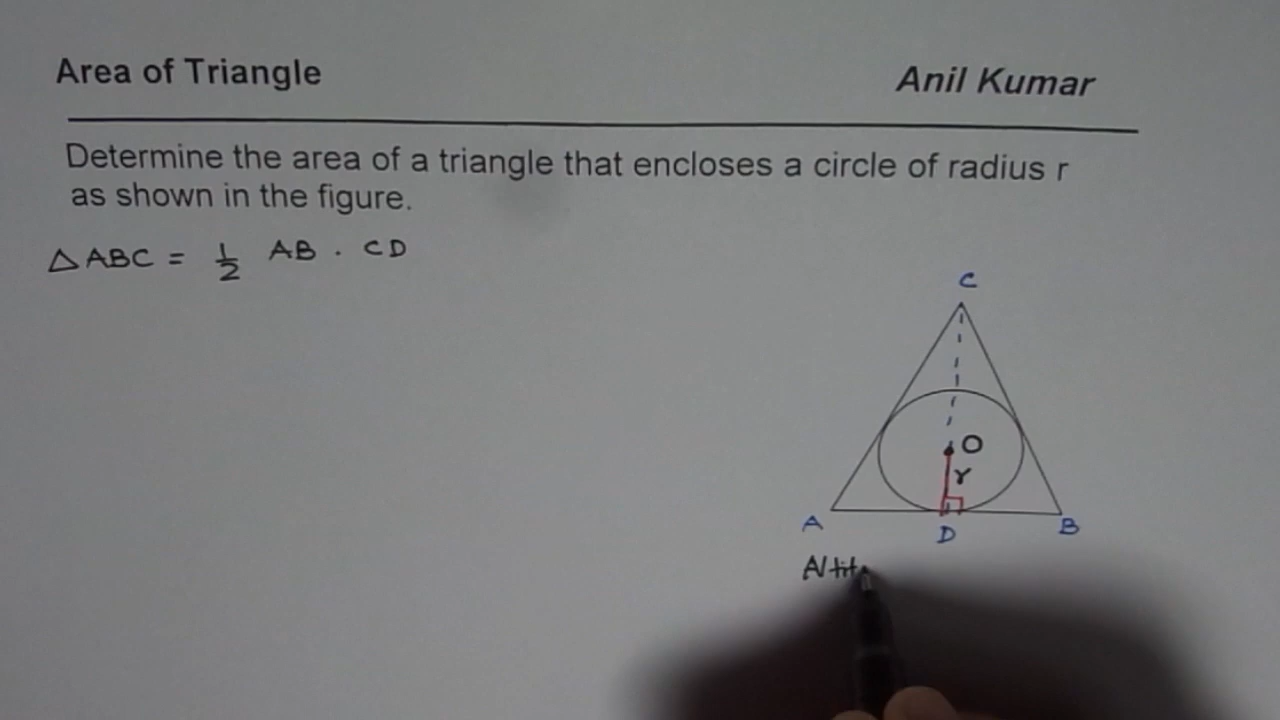 Area of Triangle
Anil Kumar
Determine the area of a triangle that encloses a circle of radius r
as shown in the figure.
△ABC = 1/2 AB · CD
C
O
r
A
D
B
Altit